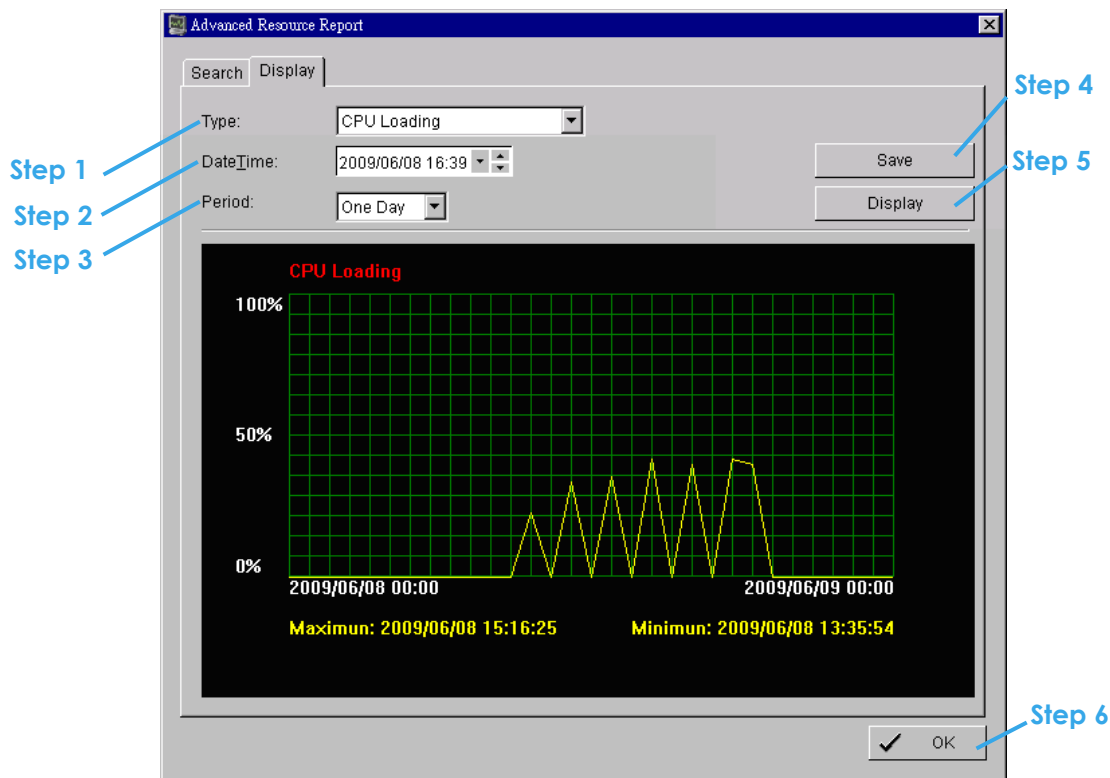 Advanced Resource Report
Search Display
Step 4
Type: CPU Loading
Step 1
DateTime: 2009/06/08 16:39
Save
Step 5
Step 2
Period: One Day
Display
Step 3
CPU Loading
100%
50%
0%
2009/06/08 00:00 2009/06/09 00:00
Maximun: 2009/06/08 15:16:25 Minimun: 2009/06/08 13:35:54
Step 6
OK